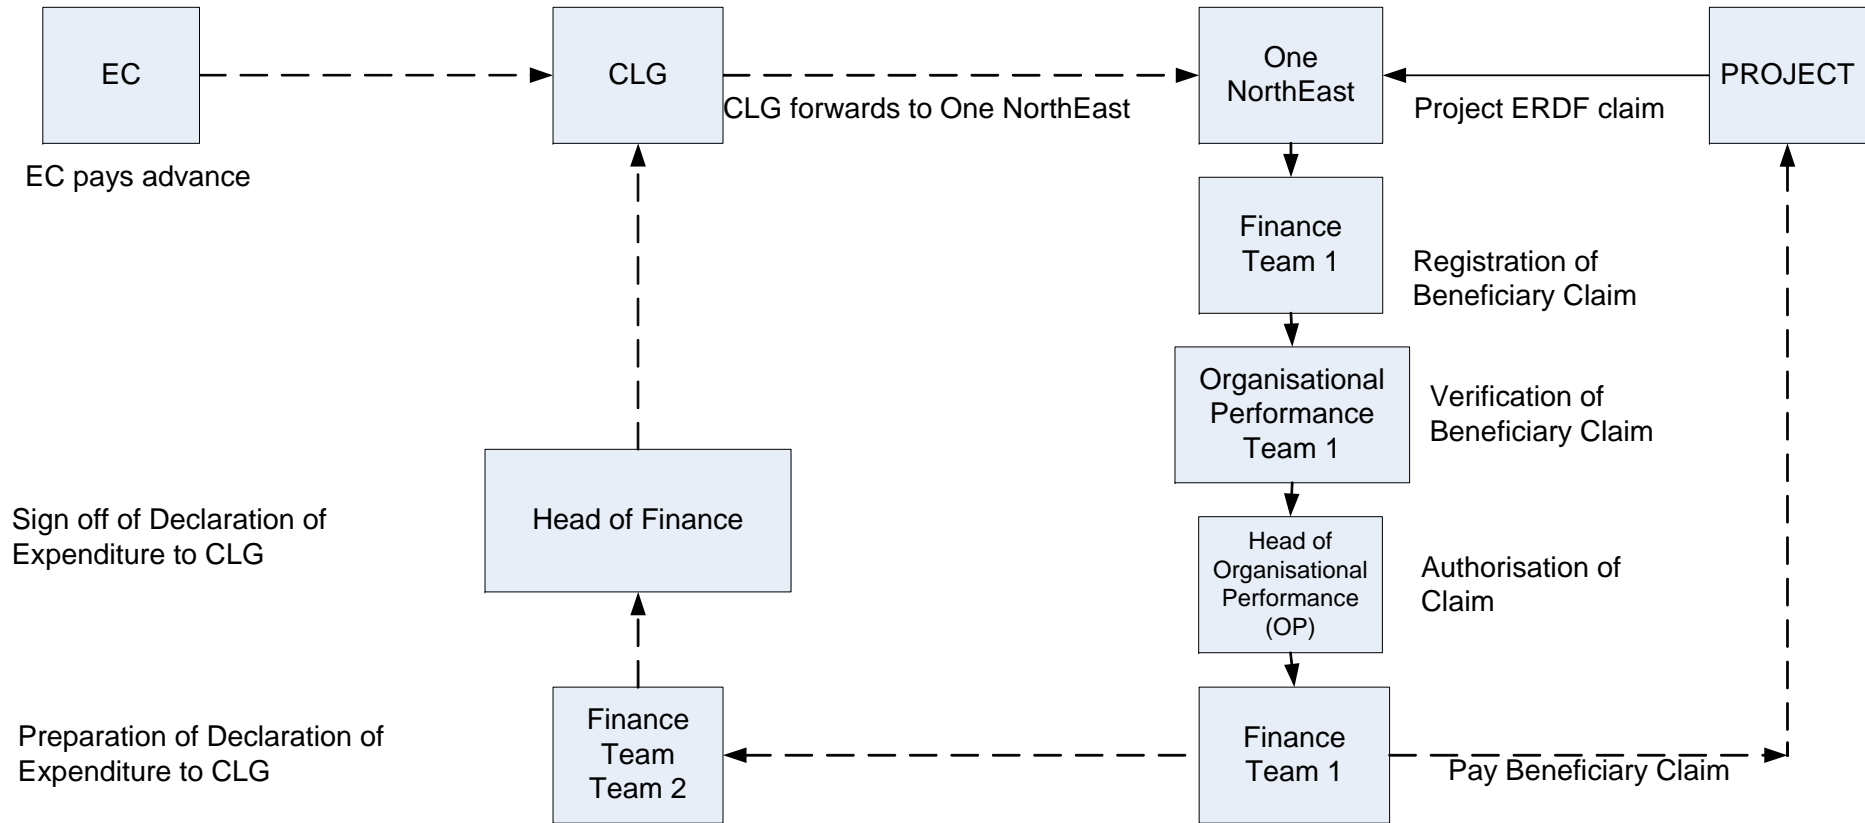 EC
CLG
One
NorthEast
PROJECT
CLG forwards to One NorthEast
Project ERDF claim
EC pays advance
Finance
Team 1
Registration of
Beneficiary Claim
Organisational
Performance
Team 1
Verification of
Beneficiary Claim
Head of Finance
Sign off of Declaration of
Expenditure to CLG
Head of
Organisational
Performance
(OP)
Authorisation of
Claim
Preparation of Declaration of
Expenditure to CLG
Finance
Team
Team 2
Finance
Team 1
Pay Beneficiary Claim